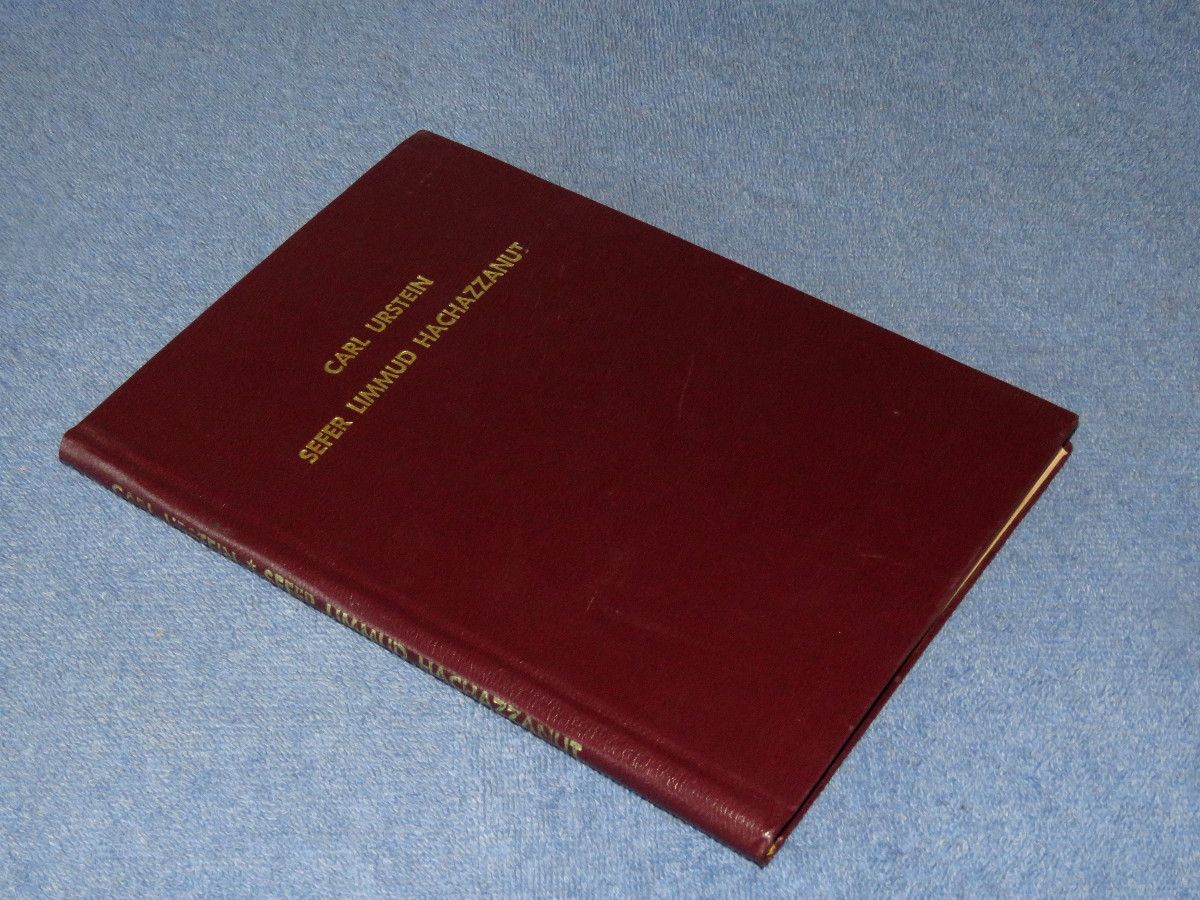 CARL URSTEIN
SEFER LIMMUD HACHAZZANUT
CARL URSTEIN * SEFER LIMMUD HACHAZZANUT